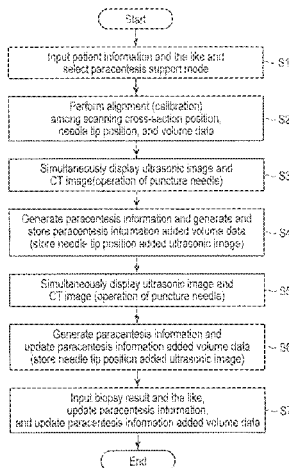 Start
Input patient information and the like and
select paracentesis support mode
S1
Perform alignment (calibration)
among scanning cross-section position,
needle tip position, and volume data
S2
Simultaneously display ultrasonic image and
CT image(operation of puncture needle)
S3
Generate paracentesis information and generate and
store paracentesis information added volume data
(store needle tip position added ultrasonic image)
S4
Simultaneously display ultrasonic image and
CT image (operation of puncture needle)
S5
Generate paracentesis information and
update paracentesis information added volume data
(store needle tip position added ultrasonic image)
S6
Input biopsy result and the like,
update paracentesis information,
and update paracentesis information added volume data
S7
End